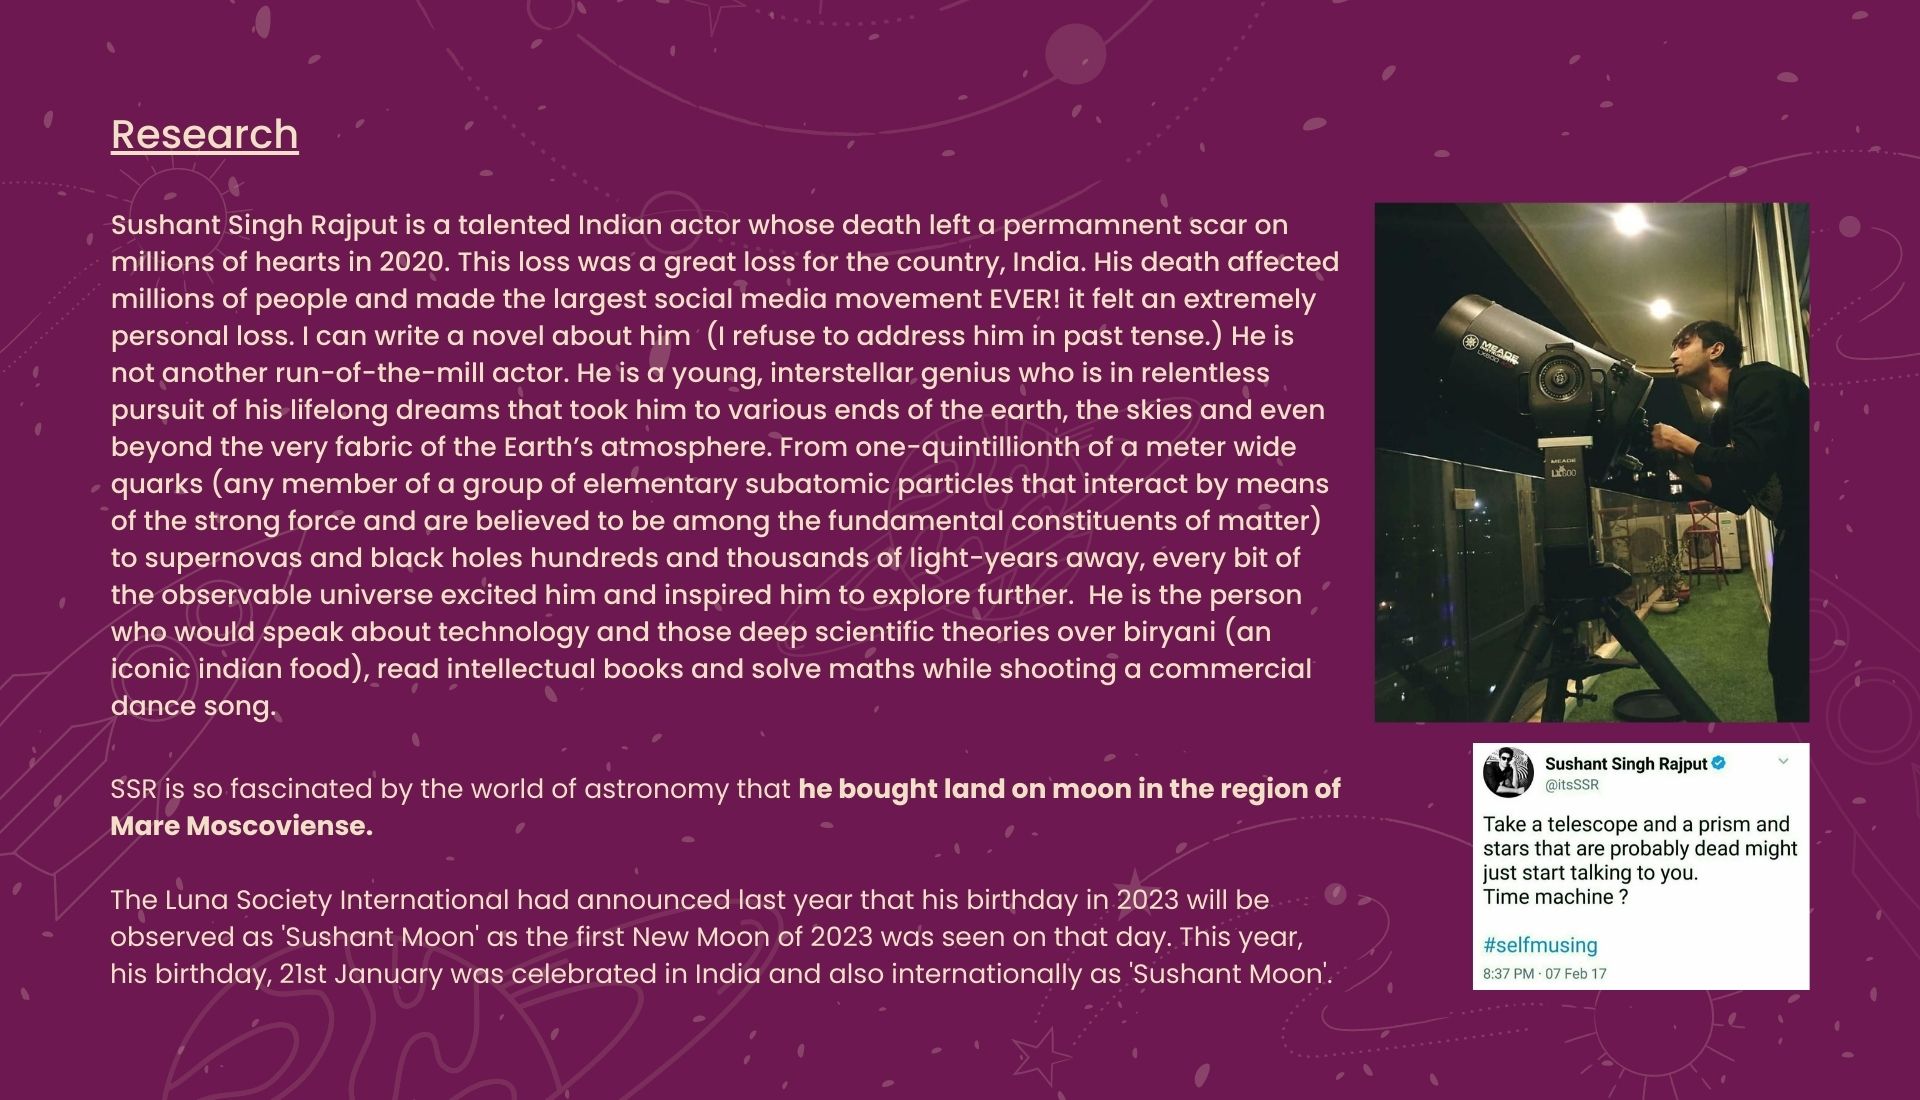 Research
Sushant Singh Rajput is a talented Indian actor whose death left a permamnent scar on
millions of hearts in 2020. This loss was a great loss for the country, India. His death affected
millions of people and made the largest social media movement EVER! it felt an extremely
personal loss. I can write a novel about him  (I refuse to address him in past tense.) He is
not another run-of-the-mill actor. He is a young, interstellar genius who is in relentless
pursuit of his lifelong dreams that took him to various ends of the earth, the skies and even
beyond the very fabric of the Earth’s atmosphere. From one-quintillionth of a meter wide
quarks (any member of a group of elementary subatomic particles that interact by means
of the strong force and are believed to be among the fundamental constituents of matter)
to supernovas and black holes hundreds and thousands of light-years away, every bit of
the observable universe excited him and inspired him to explore further.  He is the person
who would speak about technology and those deep scientific theories over biryani (an
iconic indian food), read intellectual books and solve maths while shooting a commercial
dance song.
SSR is so fascinated by the world of astronomy that he bought land on moon in the region of
Mare Moscoviense.
The Luna Society International had announced last year that his birthday in 2023 will be
observed as 'Sushant Moon' as the first New Moon of 2023 was seen on that day. This year,
his birthday, 21st January was celebrated in India and also internationally as 'Sushant Moon'.
MEADE
LX600
MEADE
LX600
Sushant Singh Rajput
@itsSSR
Take a telescope and a prism and
stars that are probably dead might
just start talking to you.
Time machine ?
#selfmusing
8:37 PM · 07 Feb 17